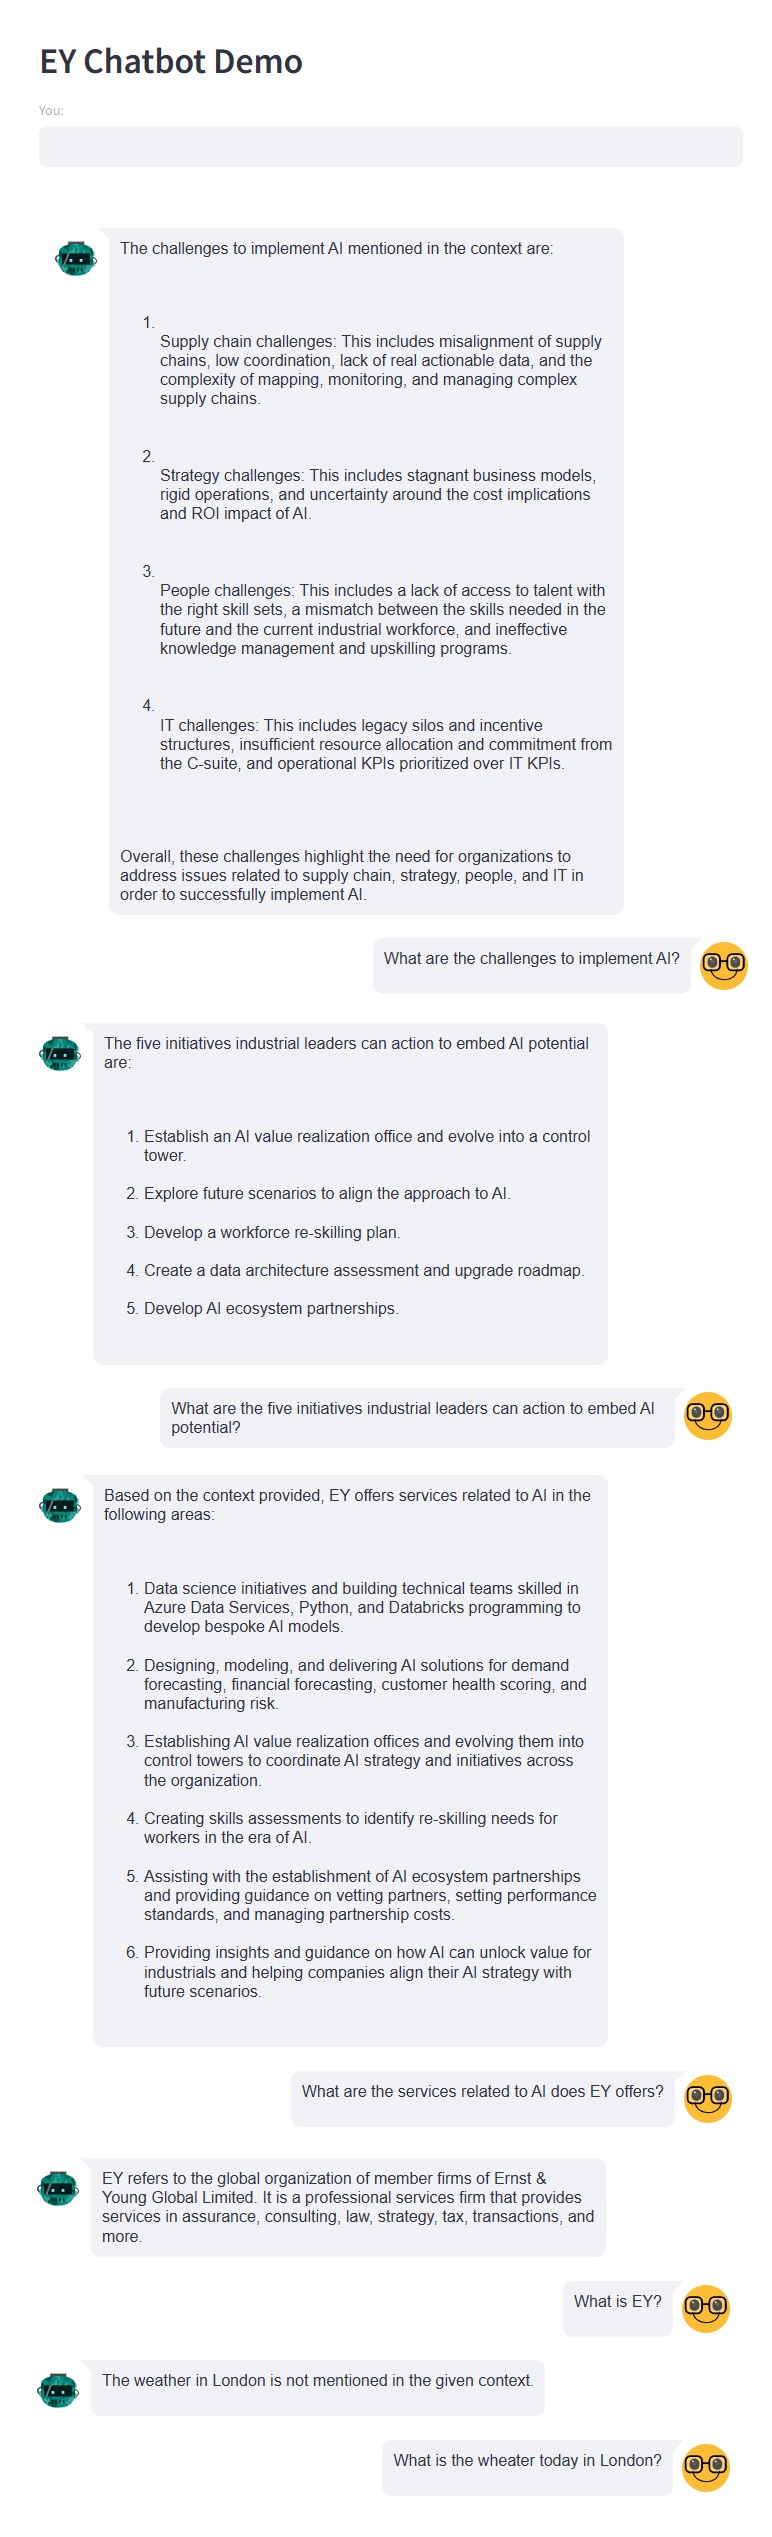 EY Chatbot Demo
You:
The challenges to implement AI mentioned in the context are:
1.
Supply chain challenges: This includes misalignment of supply
chains, low coordination, lack of real actionable data, and the
complexity of mapping, monitoring, and managing complex
supply chains.
2.
Strategy challenges: This includes stagnant business models,
rigid operations, and uncertainty around the cost implications
and ROI impact of AI.
3.
People challenges: This includes a lack of access to talent with
the right skill sets, a mismatch between the skills needed in the
future and the current industrial workforce, and ineffective
knowledge management and upskilling programs.
4.
IT challenges: This includes legacy silos and incentive
structures, insufficient resource allocation and commitment from
the C-suite, and operational KPIs prioritized over IT KPIs.
Overall, these challenges highlight the need for organizations to
address issues related to supply chain, strategy, people, and IT in
order to successfully implement AI.
What are the challenges to implement AI?
The five initiatives industrial leaders can action to embed AI potential
are:
1. Establish an AI value realization office and evolve into a control
tower.
2. Explore future scenarios to align the approach to AI.
3. Develop a workforce re-skilling plan.
4. Create a data architecture assessment and upgrade roadmap.
5. Develop AI ecosystem partnerships.
What are the five initiatives industrial leaders can action to embed AI
potential?
Based on the context provided, EY offers services related to AI in the
following areas:
1. Data science initiatives and building technical teams skilled in
Azure Data Services, Python, and Databricks programming to
develop bespoke AI models.
2. Designing, modeling, and delivering AI solutions for demand
forecasting, financial forecasting, customer health scoring, and
manufacturing risk.
3. Establishing AI value realization offices and evolving them into
control towers to coordinate AI strategy and initiatives across
the organization.
4. Creating skills assessments to identify re-skilling needs for
workers in the era of AI.
5. Assisting with the establishment of AI ecosystem partnerships
and providing guidance on vetting partners, setting performance
standards, and managing partnership costs.
6. Providing insights and guidance on how AI can unlock value for
industrials and helping companies align their AI strategy with
future scenarios.
What are the services related to AI does EY offers?
EY refers to the global organization of member firms of Ernst &
Young Global Limited. It is a professional services firm that provides
services in assurance, consulting, law, strategy, tax, transactions, and
more.
What is EY?
The weather in London is not mentioned in the given context.
What is the wheater today in London?